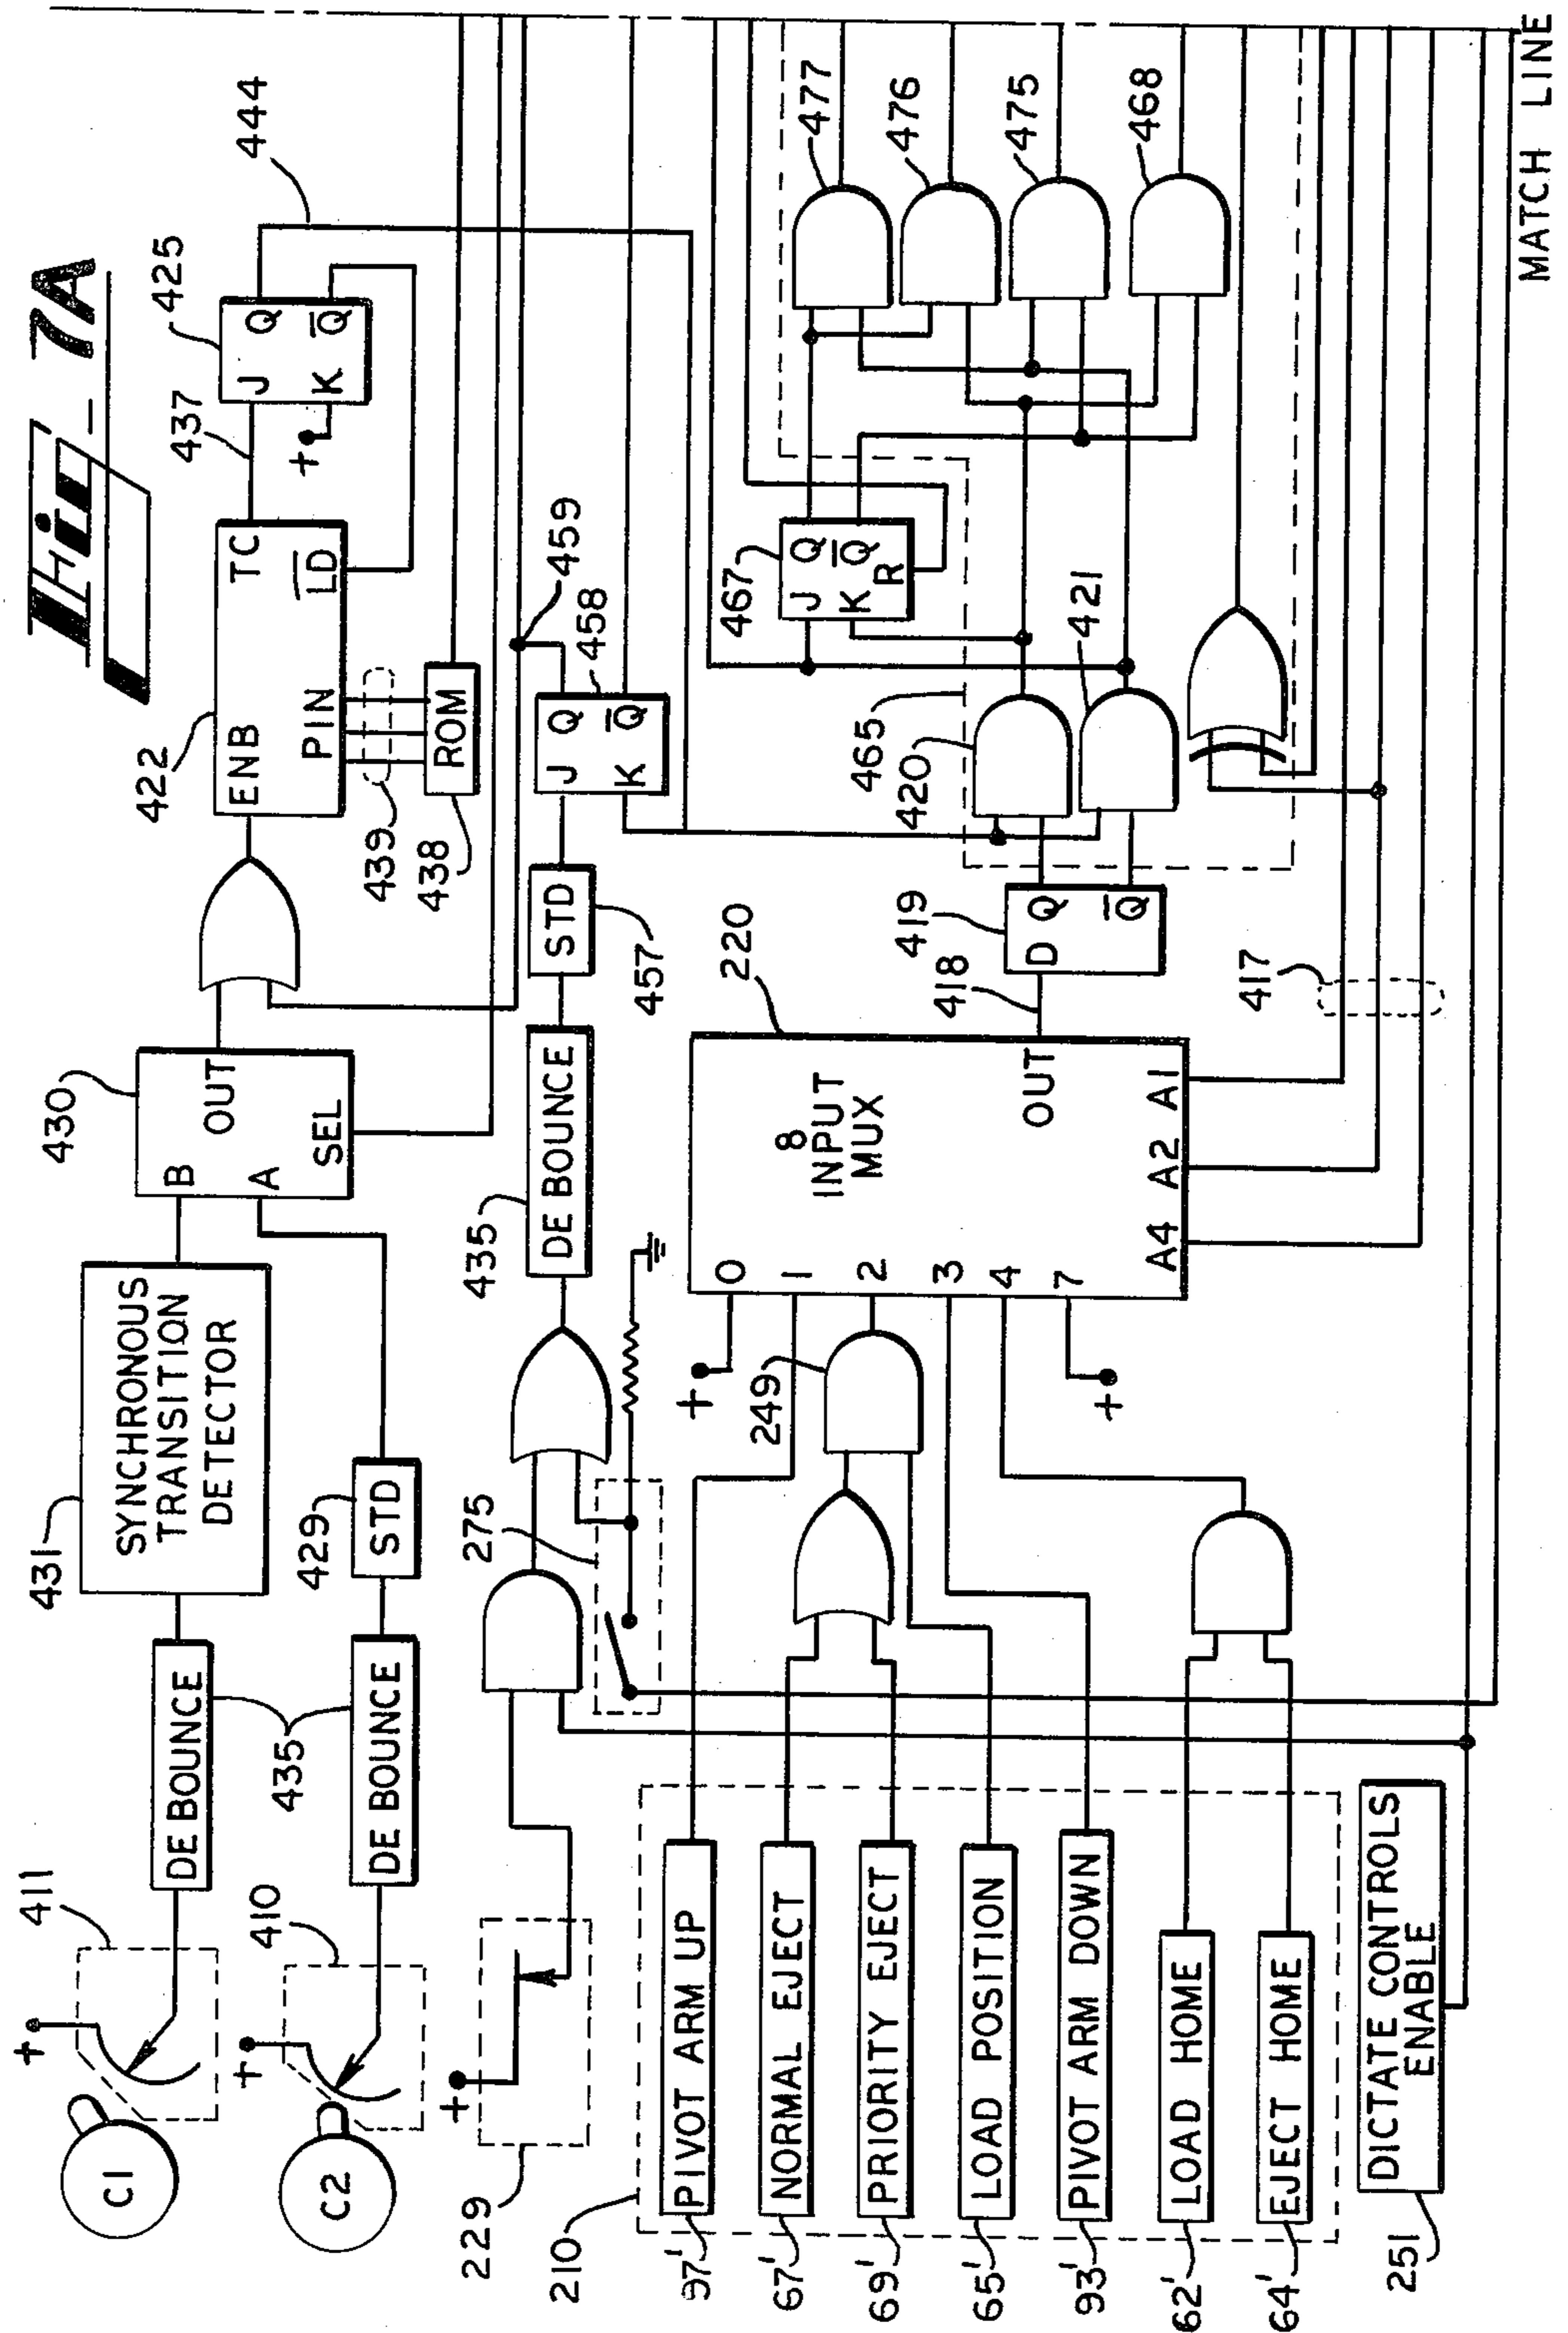 Fig_7A
C1
+
411
DE BOUNCE
431
SYNCHRONOUS
TRANSITION
DETECTOR
430
B
A
OUT
SEL
422
ENB
TC
PIN
LD
437
425
J
Q
K
Q
+
444
C2
+
410
DE BOUNCE
435
429
STD
439
438
ROM
229
+
275
435
DE BOUNCE
457
STD
459
458
J
Q
K
Q
210
97'
PIVOT ARM UP
67'
NORMAL EJECT
69'
PRIORITY EJECT
65'
LOAD POSITION
93'
PIVOT ARM DOWN
62'
LOAD HOME
64'
EJECT HOME
251
DICTATE CONTROLS
ENABLE
249
+
+
220
0
1
2
3
4
7
8
INPUT
MUX
OUT
A4
A2
A1
418
419
D
Q
Q
417
465
420
421
467
J
Q
K
Q
R
477
476
475
468
MATCH LINE